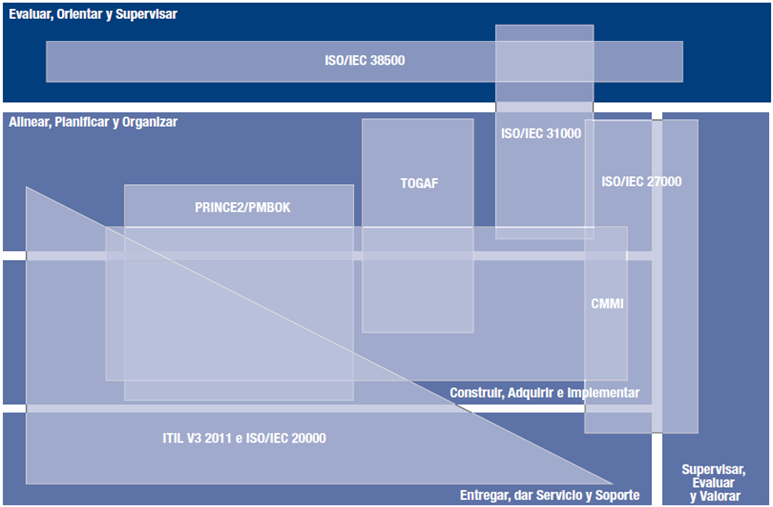 Evaluar, Orientar y Supervisar
ISO/IEC 38500
Alinear, Planificar y Organizar
ISO/IEC 31000
TOGAF
ISO/IEC 27000
PRINCE2/PMBOK
CMMI
Construir, Adquirir e Implementar
ITIL V3 2011 e ISO/IEC 20000
Entregar, dar Servicio y Soporte
Supervisar,
Evaluar
y Valorar